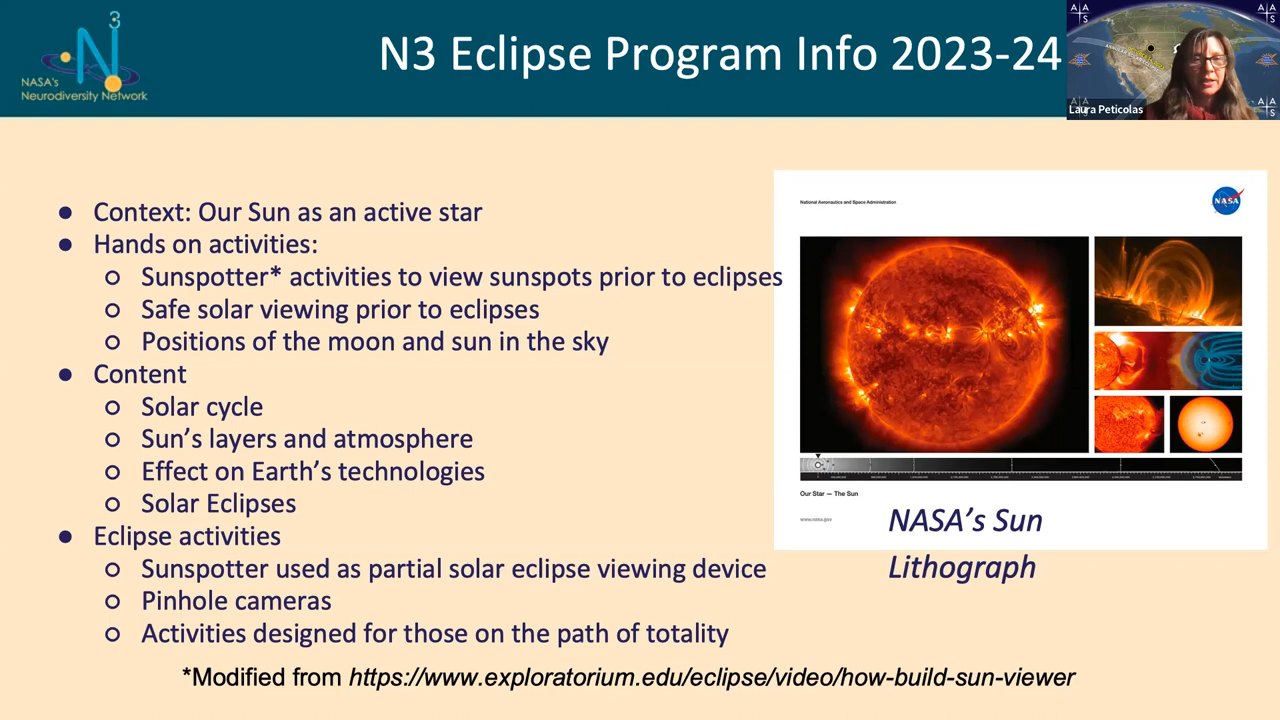 3
N
NASA's
Neurodiversity Network
N3 Eclipse Program Info 2023-24
A A
S
A A
S
A A
S
A A
S
Laura Peticolas
● Context: Our Sun as an active star
● Hands on activities:
○ Sunspotter* activities to view sunspots prior to eclipses
○ Safe solar viewing prior to eclipses
○ Positions of the moon and sun in the sky
● Content
○ Solar cycle
○ Sun's layers and atmosphere
○ Effect on Earth's technologies
○ Solar Eclipses
● Eclipse activities
○ Sunspotter used as partial solar eclipse viewing device
○ Pinhole cameras
○ Activities designed for those on the path of totality
National Aeronautics and Space Administration
NASA
Our Star — The Sun
www.nasa.gov
NASA's Sun
Lithograph
*Modified from https://www.exploratorium.edu/eclipse/video/how-build-sun-viewer